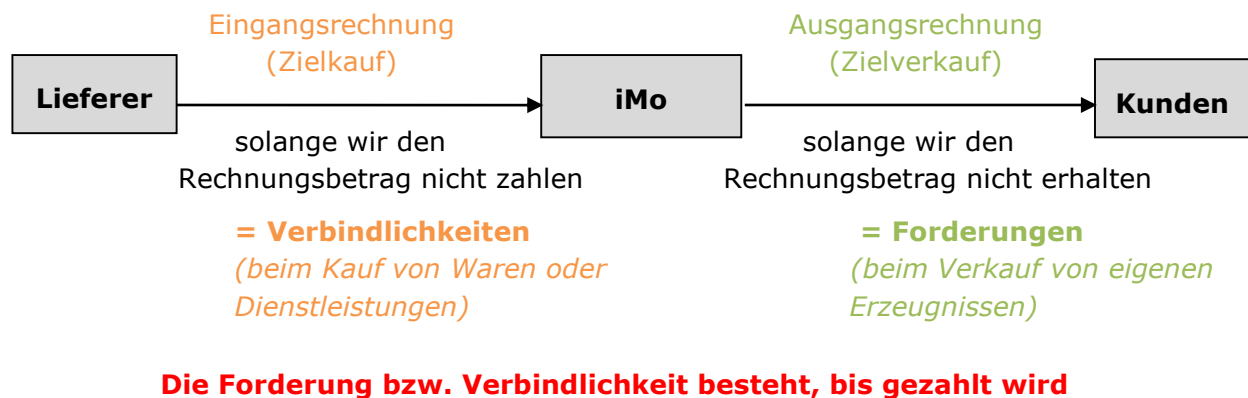 Eingangsrechnung
(Zielkauf)
Ausgangsrechnung
(Zielverkauf)
Lieferer
iMo
Kunden
solange wir den
Rechnungsbetrag nicht zahlen
solange wir den
Rechnungsbetrag nicht erhalten
= Verbindlichkeiten
(beim Kauf von Waren oder
Dienstleistungen)
= Forderungen
(beim Verkauf von eigenen
Erzeugnissen)
Die Forderung bzw. Verbindlichkeit besteht, bis gezahlt wird